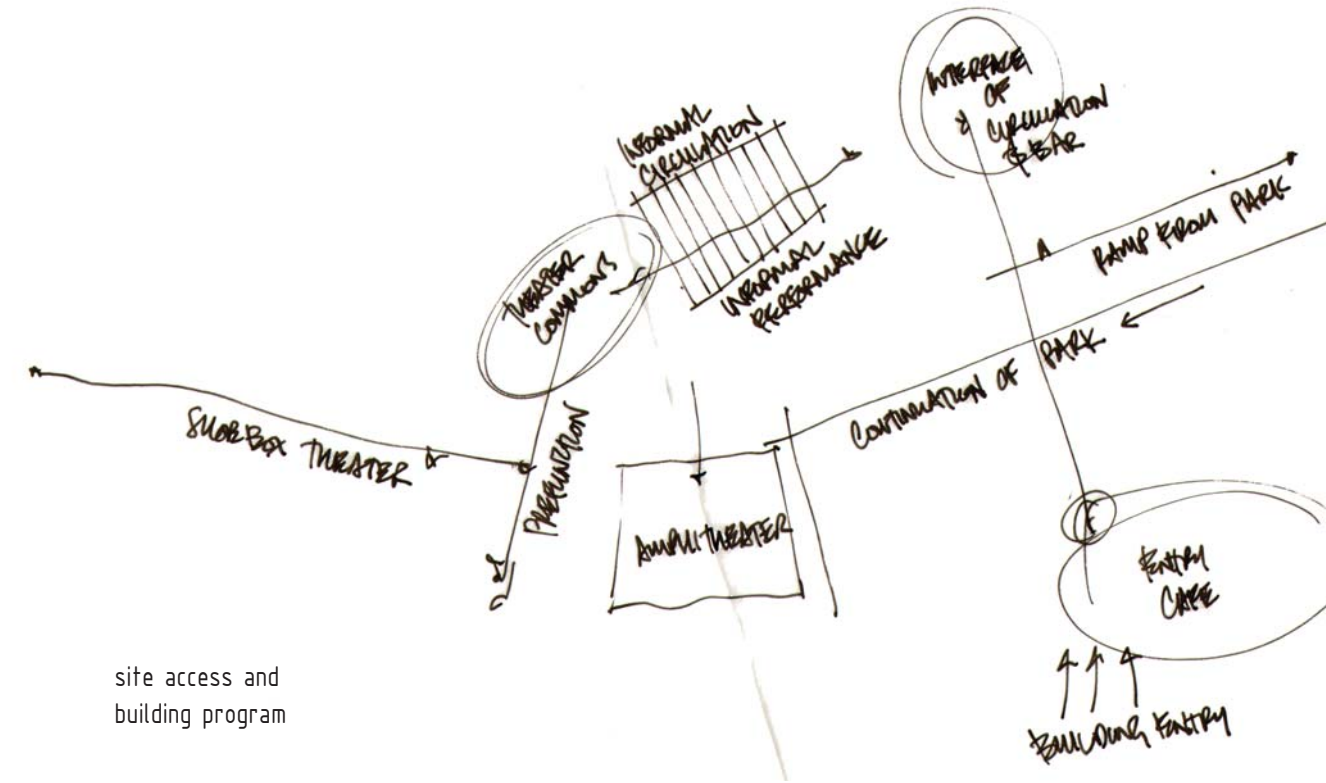 INTERFACE
OF
CIRCULATION
& BAR
INFORMAL
CIRCULATION
RAMP FROM PARK
THEATER
COMMONS
INFORMAL
PERFORMANCE
CONTINUATION OF PARK
SHOEBOX THEATER
PREFUNCTION
AMPHITHEATER
ENTRY
CAFE
site access and
building program
BUILDING ENTRY